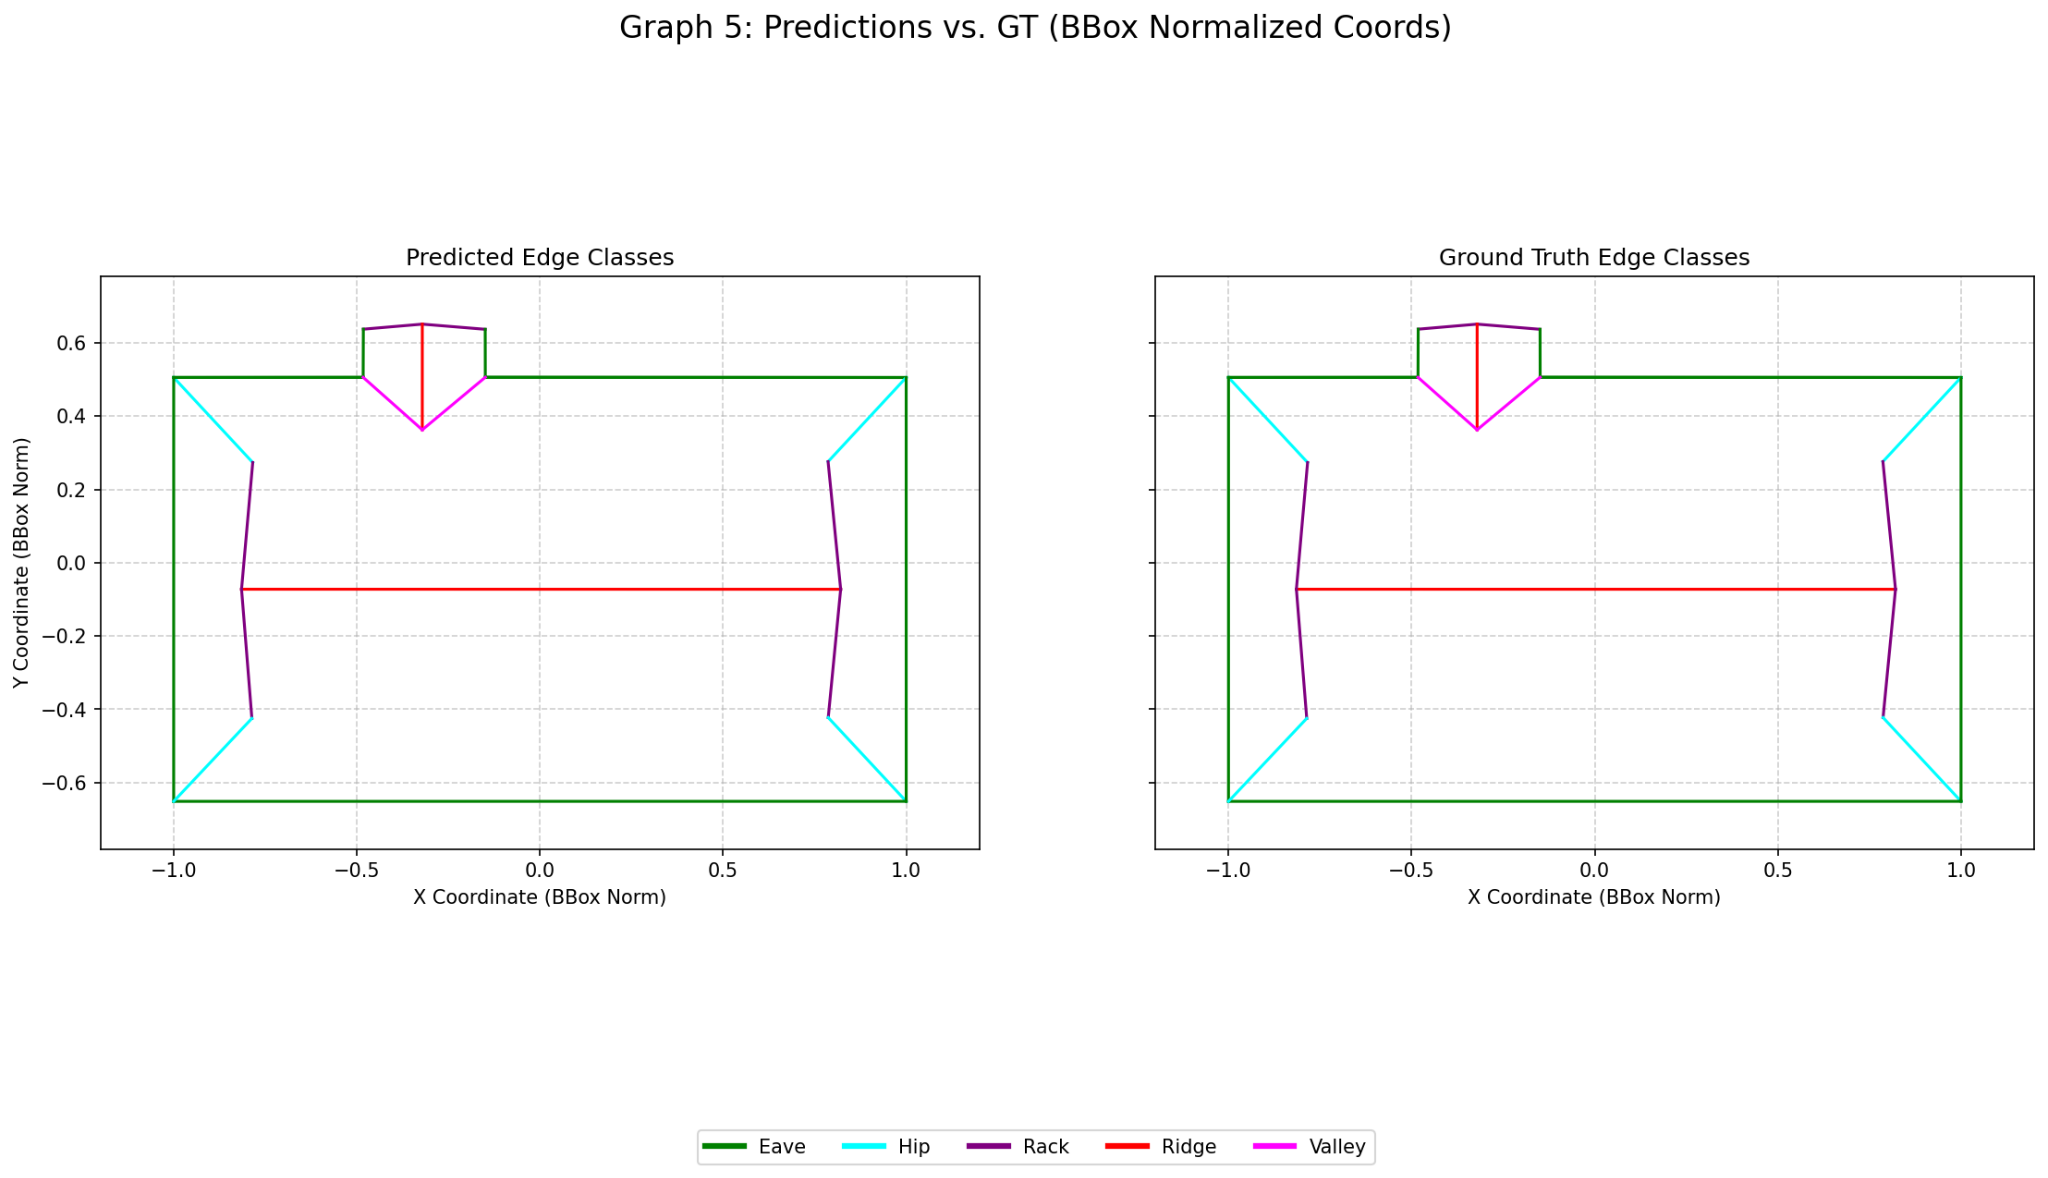 Graph 5: Predictions vs. GT (BBox Normalized Coords)
Predicted Edge Classes
Y Coordinate (BBox Norm)
0.6
0.4
0.2
0.0
−0.2
−0.4
−0.6
−1.0 −0.5 0.0 0.5 1.0
X Coordinate (BBox Norm)
Ground Truth Edge Classes
−1.0 −0.5 0.0 0.5 1.0
X Coordinate (BBox Norm)
Eave Hip Rack Ridge Valley